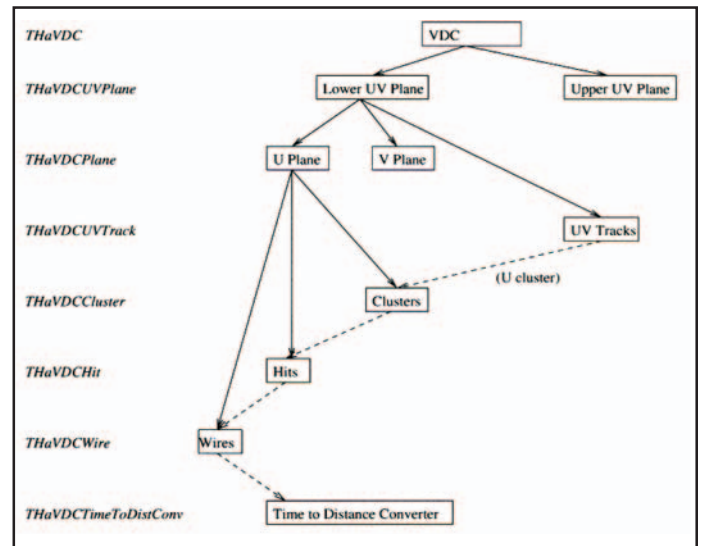 THaVDC VDC
THaVDCUVPlane Lower UV Plane Upper UV Plane
THaVDCPlane U Plane V Plane
THaVDCUVTrack UV Tracks
(U cluster)
THaVDCCluster Clusters
THaVDCHit Hits
THaVDCWire Wires
THaVDCTimeToDistConv Time to Distance Converter